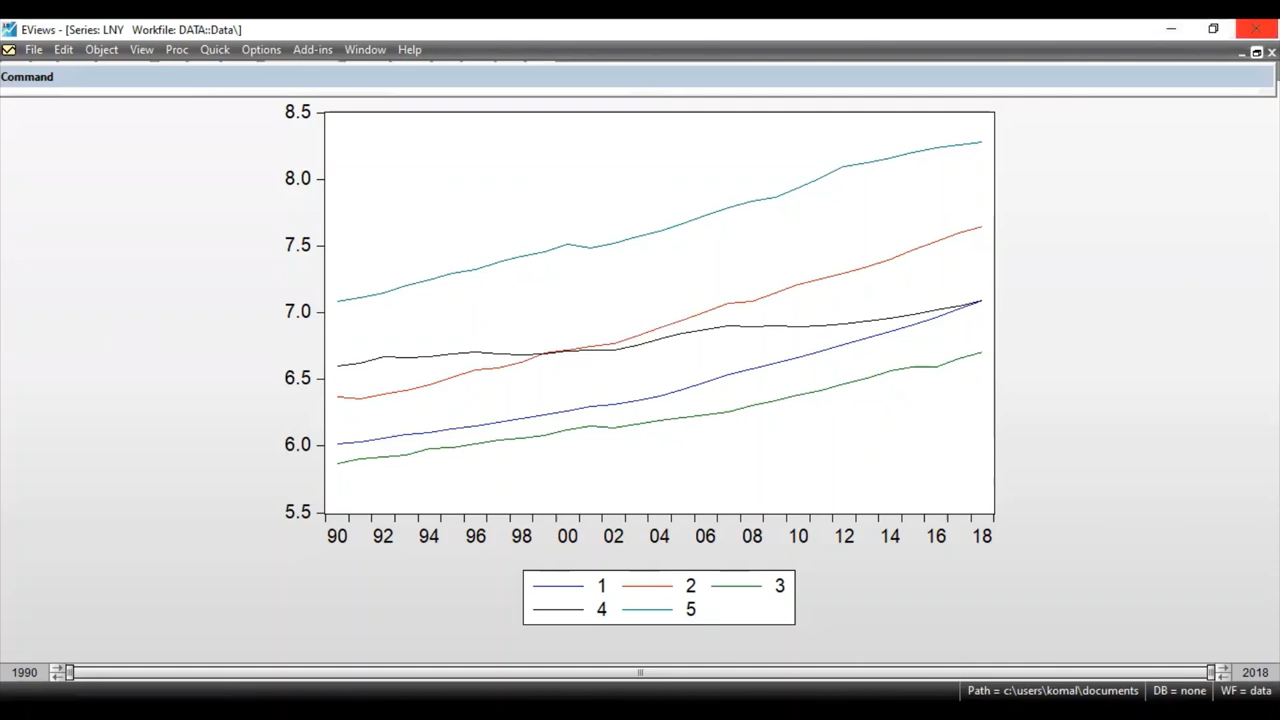 EViews - [Series: LNY Workfile: DATA::Data\]
File Edit Object View Proc Quick Options Add-ins Window Help
Command
8.5
8.0
7.5
7.0
6.5
6.0
5.5
90 92 94 96 98 00 02 04 06 08 10 12 14 16 18
1 2 3
4 5
1990 2018
Path = c:\users\komal\documents DB = none WF = data